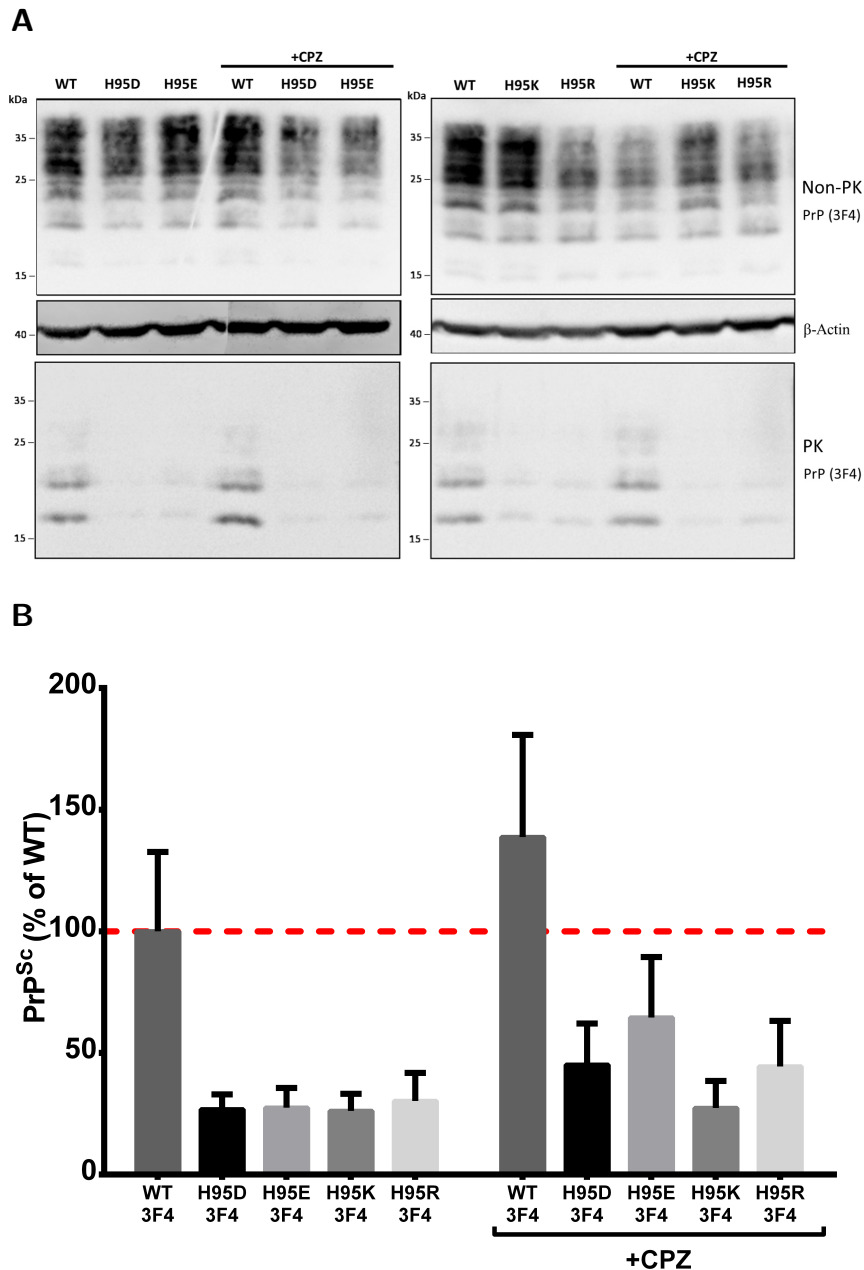 A
+CPZ
WT H95D H95E WT H95D H95E
kDa
35
25
15
40
35
25
15
+CPZ
WT H95K H95R WT H95K H95R
kDa
35
25
15
Non-PK
PrP (3F4)
40
β-Actin
35
25
15
PK
PrP (3F4)
B
PrPSc (% of WT)
200
150
100
50
0
WT H95D H95E H95K H95R WT H95D H95E H95K H95R
3F4 3F4 3F4 3F4 3F4 3F4 3F4 3F4 3F4 3F4
+CPZ